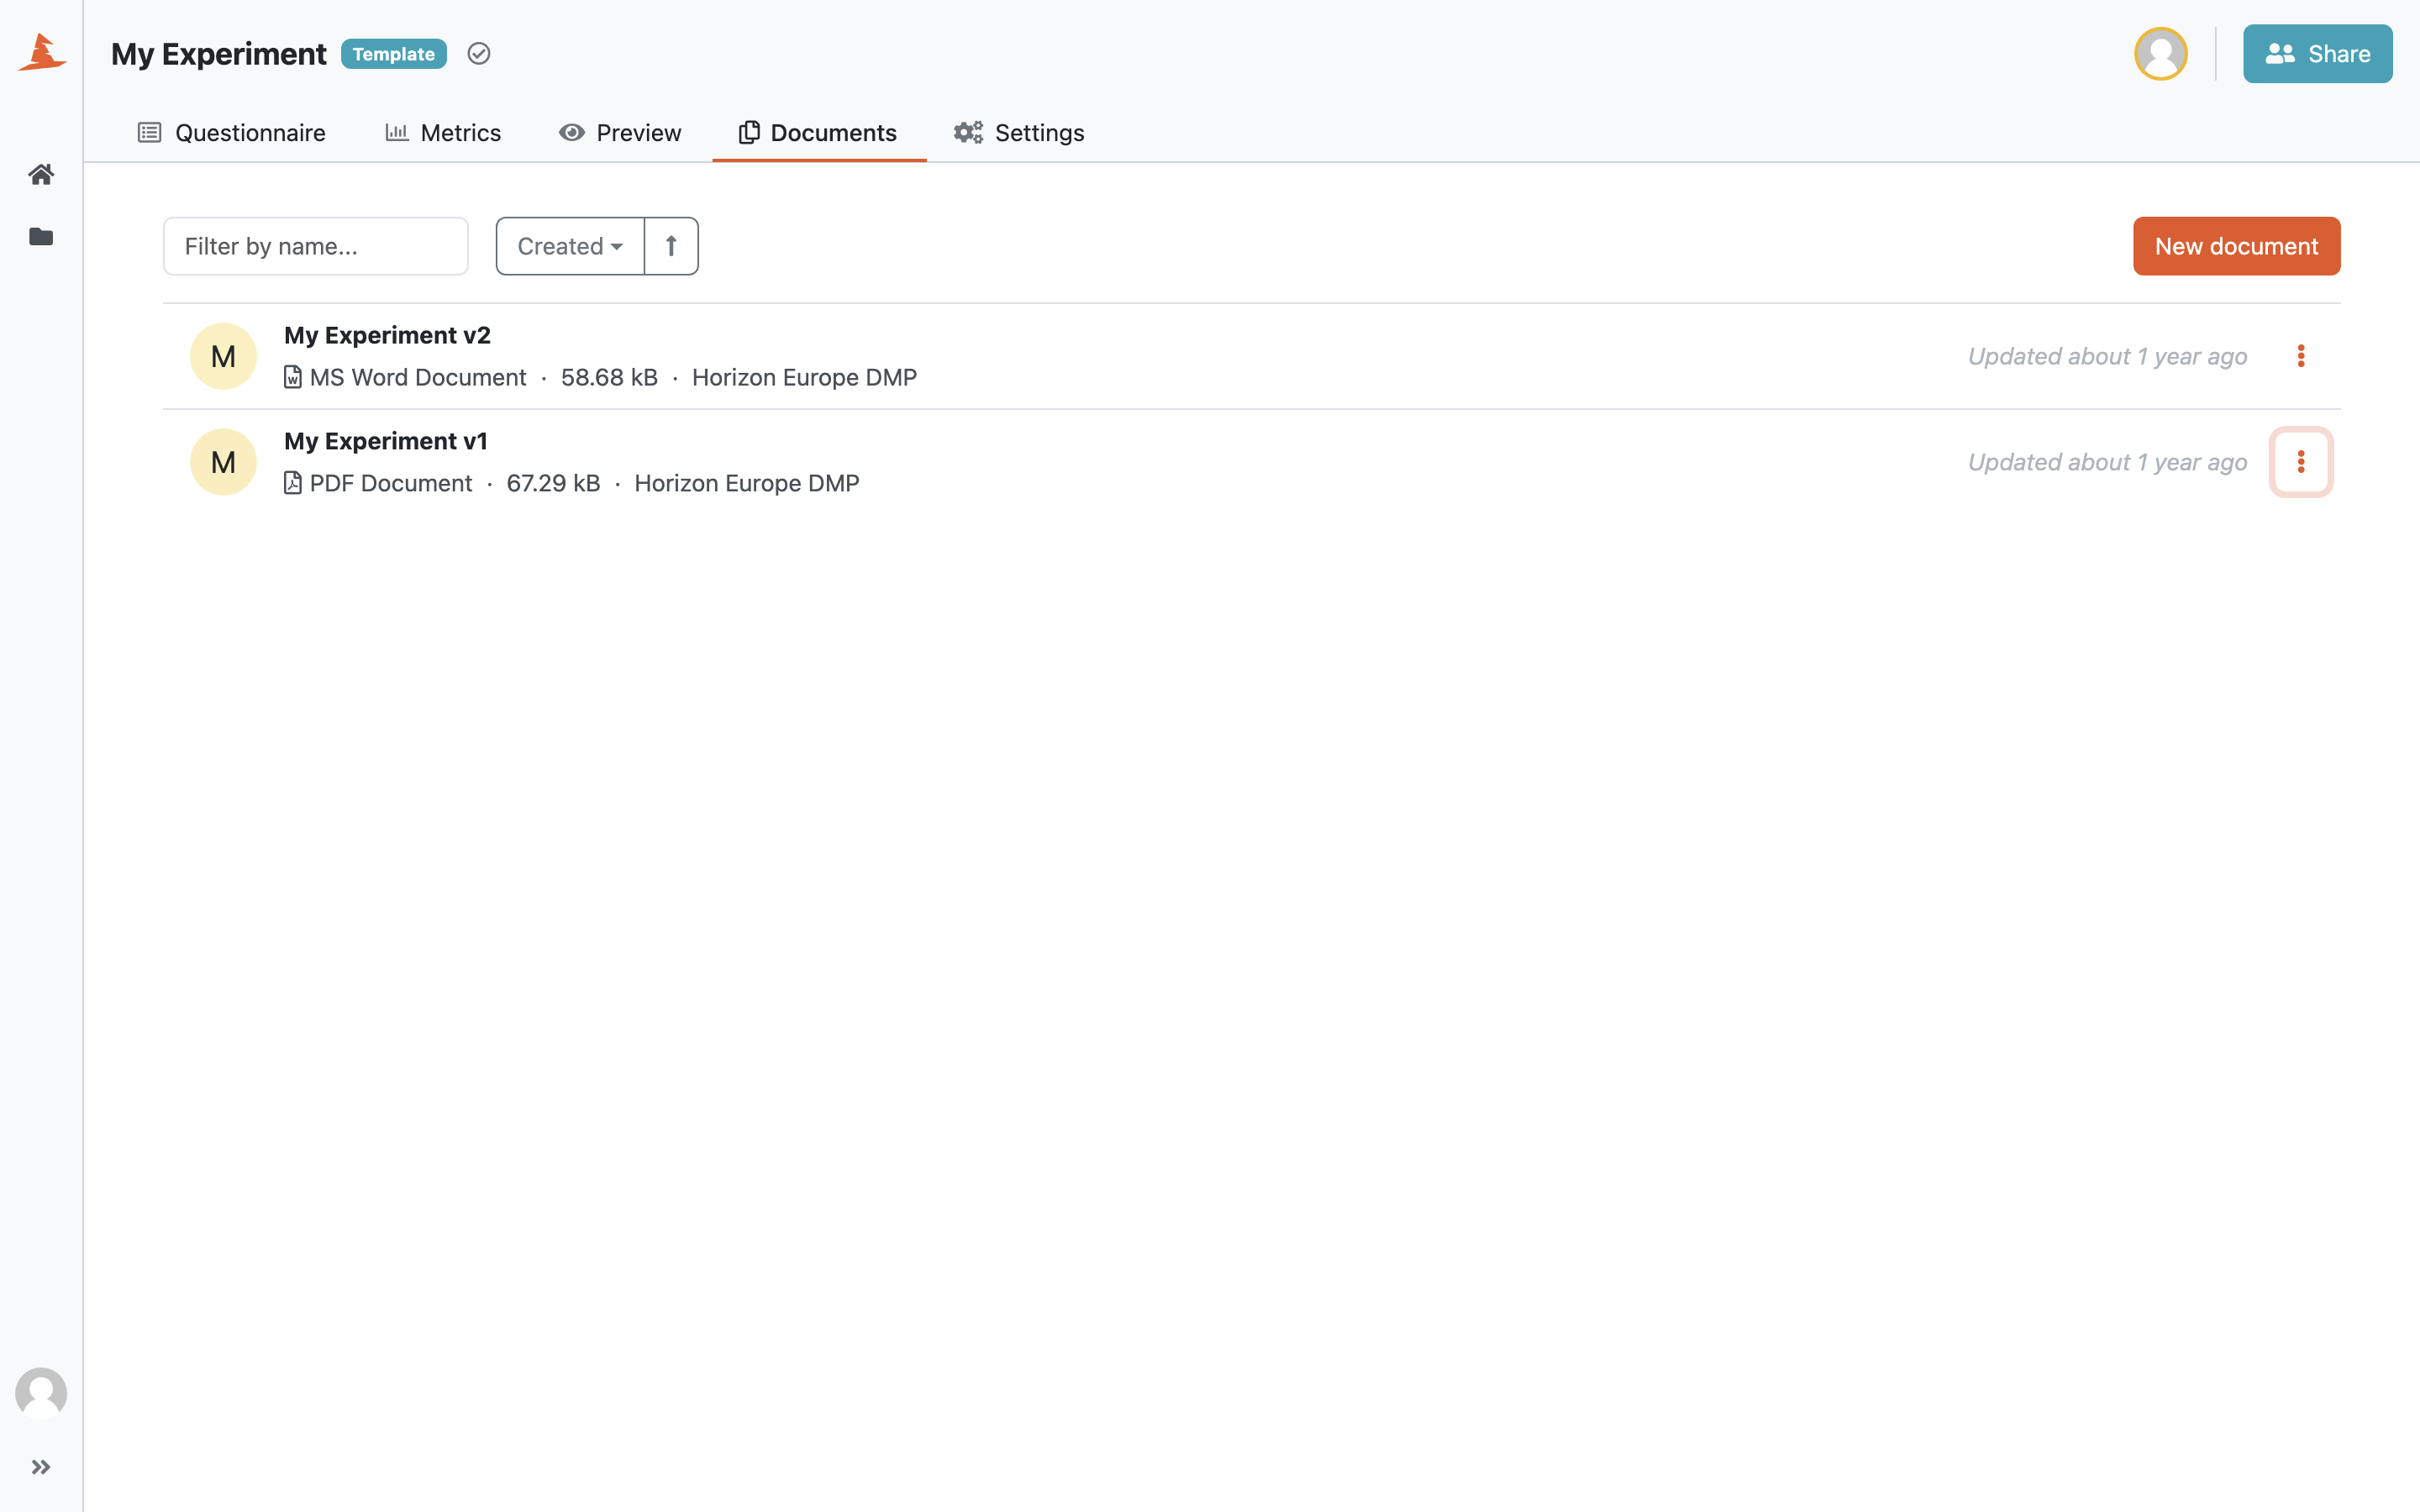 My Experiment Template
Share
Questionnaire Metrics Preview Documents Settings
Filter by name... Created New document
M
My Experiment v2
MS Word Document · 58.68 kB · Horizon Europe DMP
Updated about 1 year ago
M
My Experiment v1
PDF Document · 67.29 kB · Horizon Europe DMP
Updated about 1 year ago